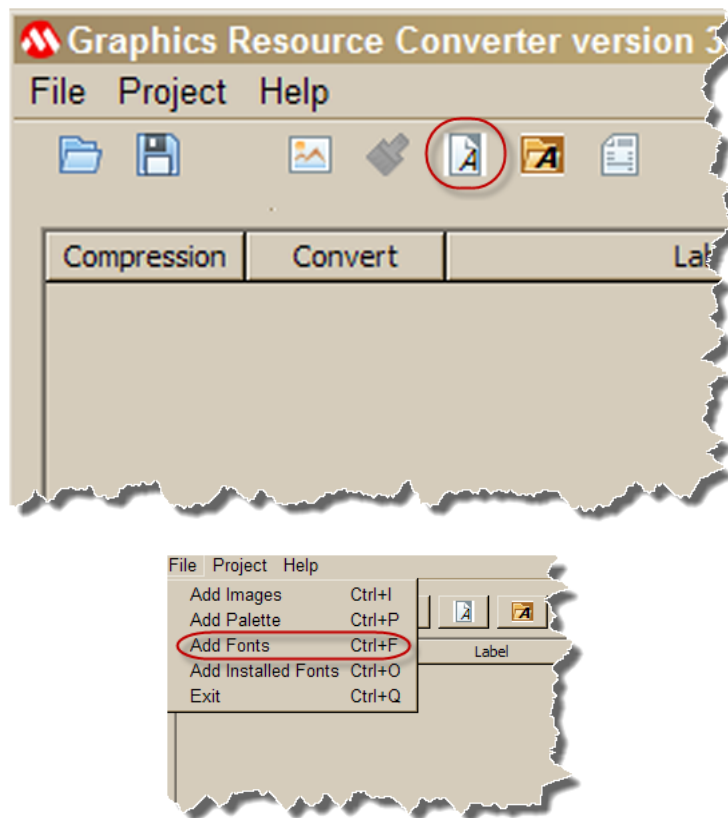 Graphics Resource Converter version 3
File Project Help
Compression Convert
File Project Help
Add Images Ctrl+I
Add Palette Ctrl+P
Add Fonts Ctrl+F
Label
Add Installed Fonts Ctrl+O
Exit Ctrl+Q